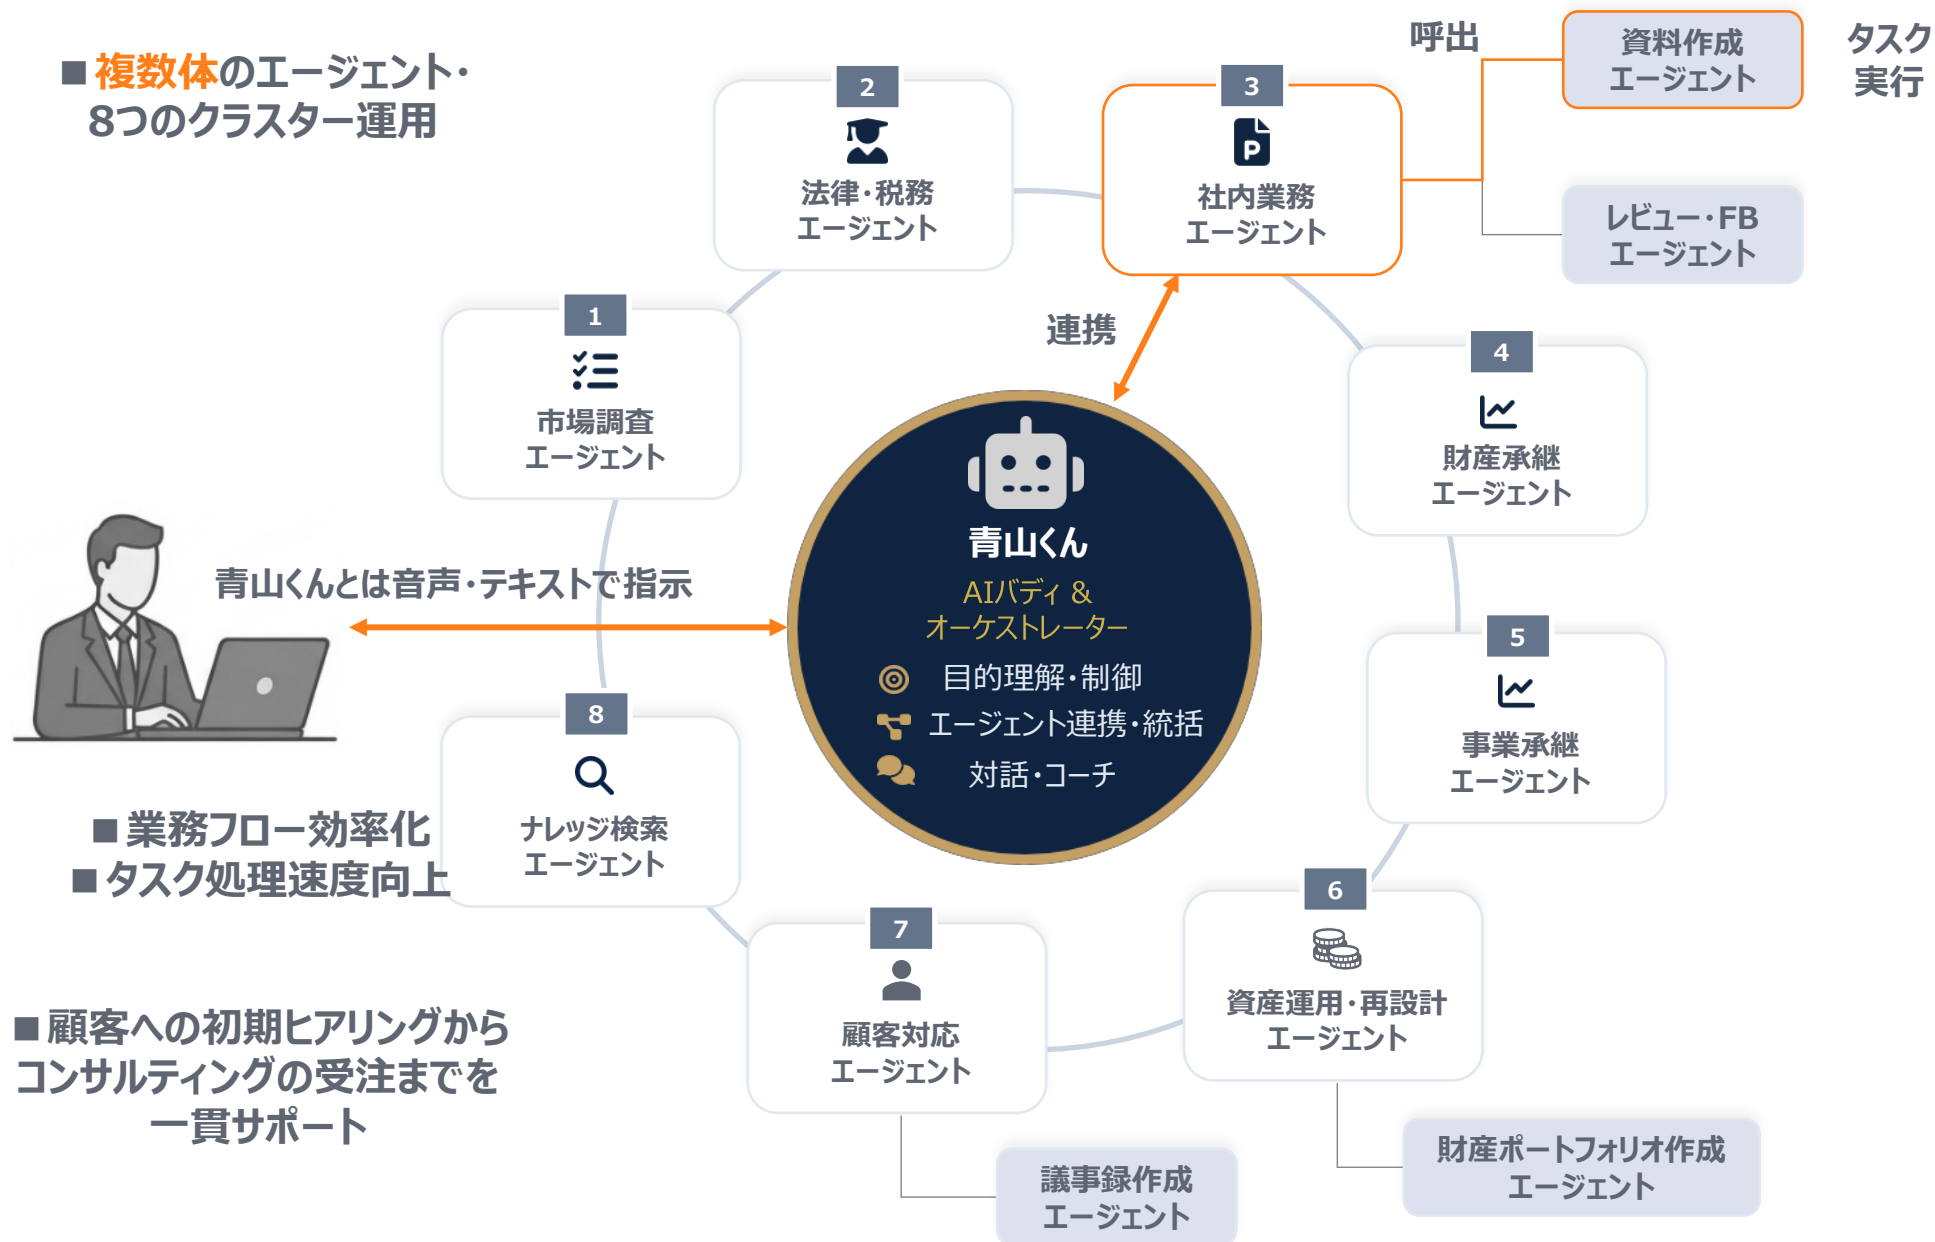 ■複数体のエージェント・
8つのクラスター運用
呼出
資料作成
エージェント
タスク
実行
2
法律・税務
エージェント
3
P
社内業務
エージェント
レビュー・FB
エージェント
1
市場調査
エージェント
連携
4
財産承継
エージェント
青山くんとは音声・テキストで指示
青山くん
AIバディ &
オーケストレーター
目的理解・制御
エージェント連携・統括
対話・コーチ
5
事業承継
エージェント
8
ナレッジ検索
エージェント
■業務フロー効率化
■タスク処理速度向上
6
資産運用・再設計
エージェント
7
顧客対応
エージェント
■顧客への初期ヒアリングから
コンサルティングの受注までを
一貫サポート
財産ポートフォリオ作成
エージェント
議事録作成
エージェント